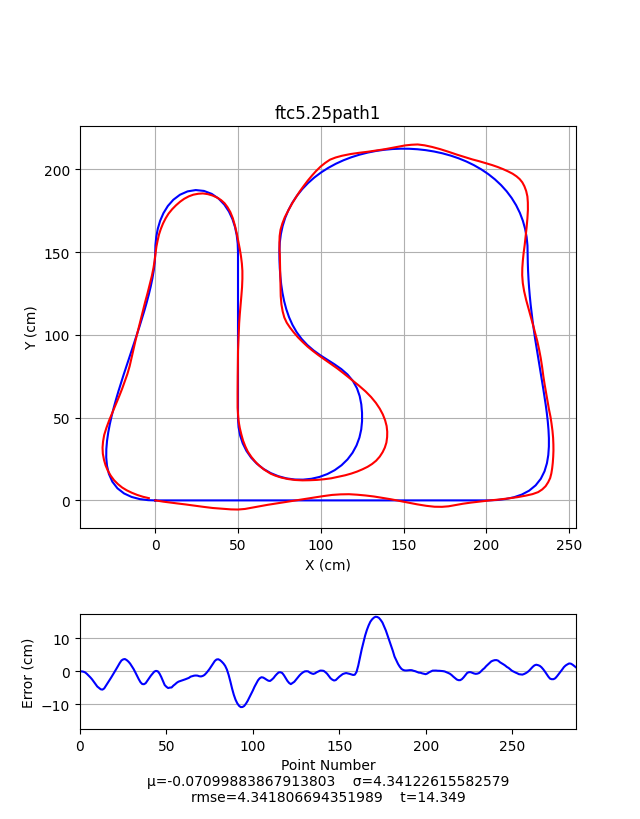 ftc5.25path1
200
150
100
50
0
Y (cm)
0 50 100 150 200 250
X (cm)
10
0
−10
Error (cm)
0 50 100 150 200 250
Point Number
μ=-0.07099883867913803 σ=4.34122615582579
rmse=4.341806694351989 t=14.349